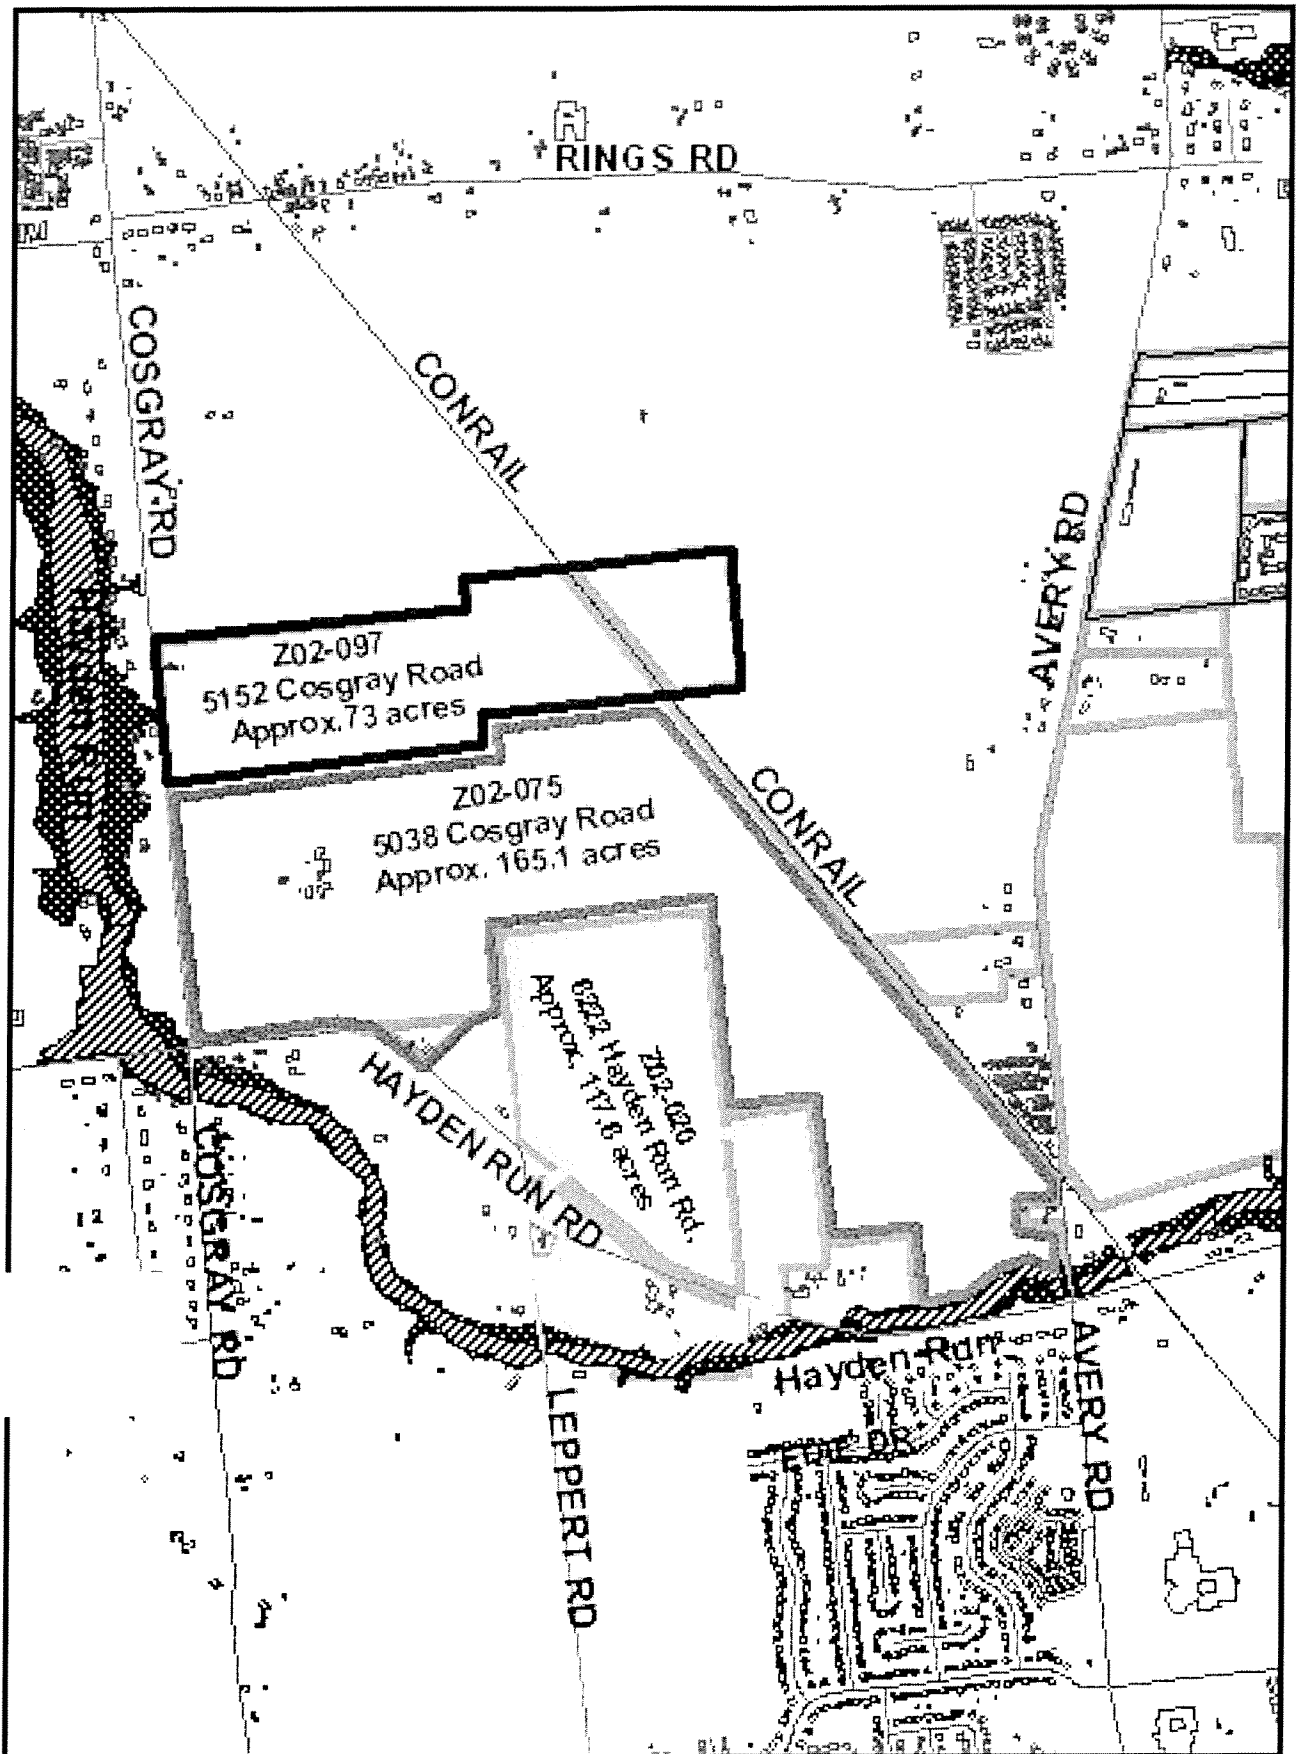 RINGS RD
COSGRAY RD
CONRAIL
AVERY RD
Z02-097
5152 Cosgray Road
Approx. 73 acres
Z02-075
5038 Cosgray Road
Approx. 165.1 acres
CONRAIL
Z02-020
6222 Hayden Run Rd.
Approx. 117.6 acres
HAYDEN RUN RD
COSGRAY RD
Hayden Run
AVERY RD
LEPPERT RD